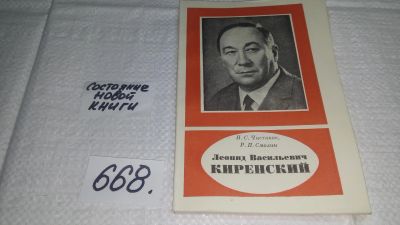 Состояние
новой
книги
668.
Н. С. Чистяков,
Р. П. Смолин
Леонид Васильевич
КИРЕНСКИЙ